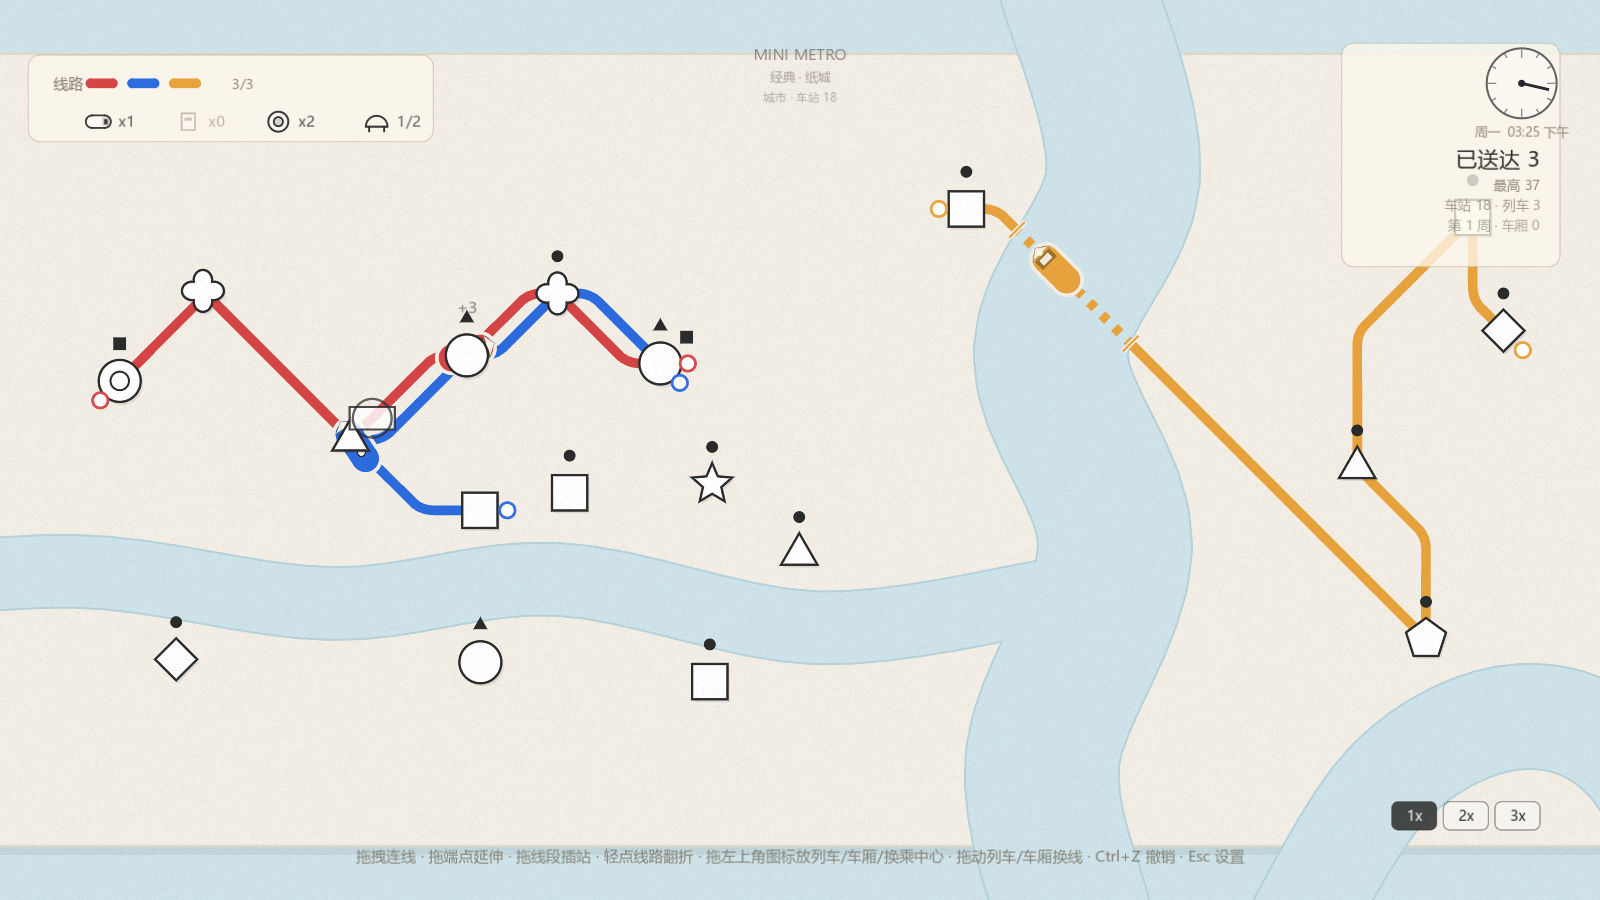 线路 3/3
x1 x0 x2 1/2
MINI METRO
经典 · 纸城
城市 · 车站 18
周一 03:25 下午
已送达 3
最高 37
车站 18 · 列车 3
第 1 周 · 车厢 0
+3
1x 2x 3x
拖拽连线 · 拖端点延伸 · 拖线段插站 · 轻点线路翻折 · 拖左上角图标放列车/车厢/换乘中心 · 拖动列车/车厢换线 · Ctrl+Z 撤销 · Esc 设置